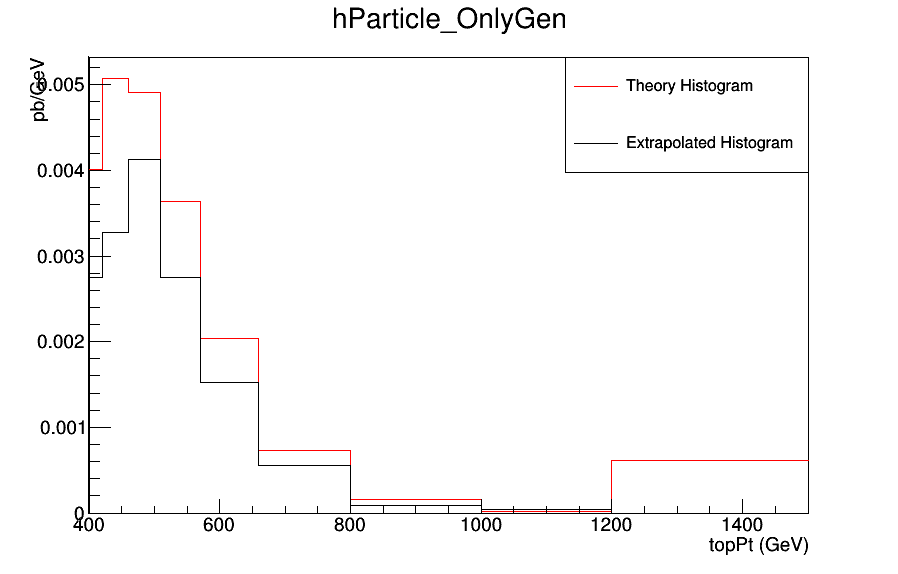 hParticle_OnlyGen
pb/GeV
Theory Histogram
Extrapolated Histogram
0.005
0.004
0.003
0.002
0.001
0
400 600 800 1000 1200 1400
topPt (GeV)